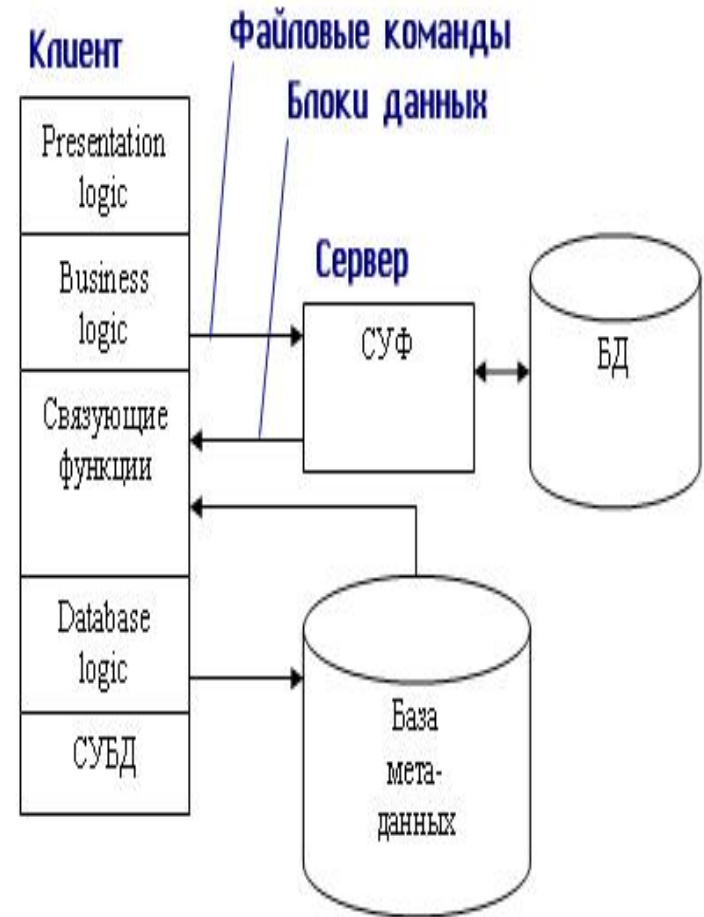 Файловые команды
Клиент
Блоки данных
Presentation
logic
Business
logic
Сервер
СУФ
БД
Связующие
функции
Database
logic
СУБД
База
мета-
данных